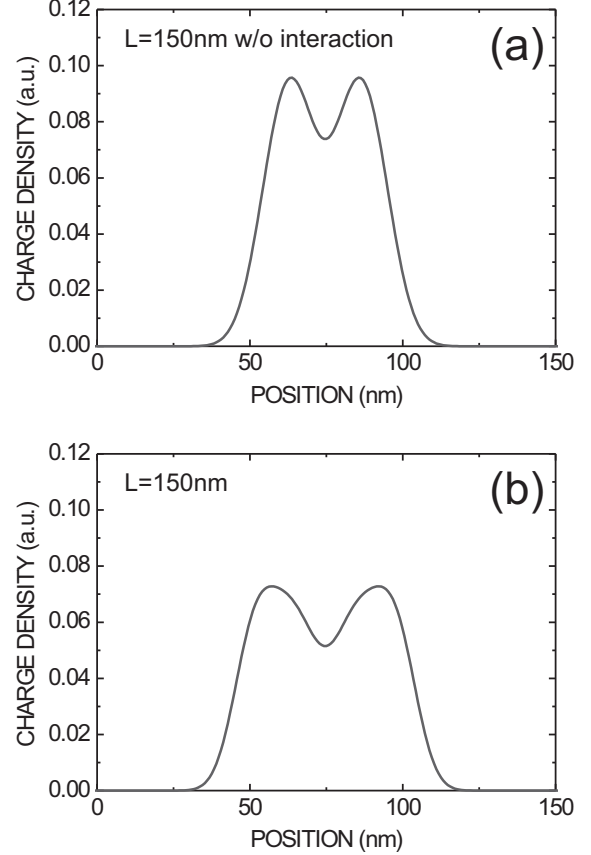 0.12
L=150nm w/o interaction
(a)
0.10
0.08
0.06
0.04
0.02
0.00
CHARGE DENSITY (a.u.)
0
50
100
150
POSITION (nm)
0.12
L=150nm
(b)
0.10
0.08
0.06
0.04
0.02
0.00
CHARGE DENSITY (a.u.)
0
50
100
150
POSITION (nm)